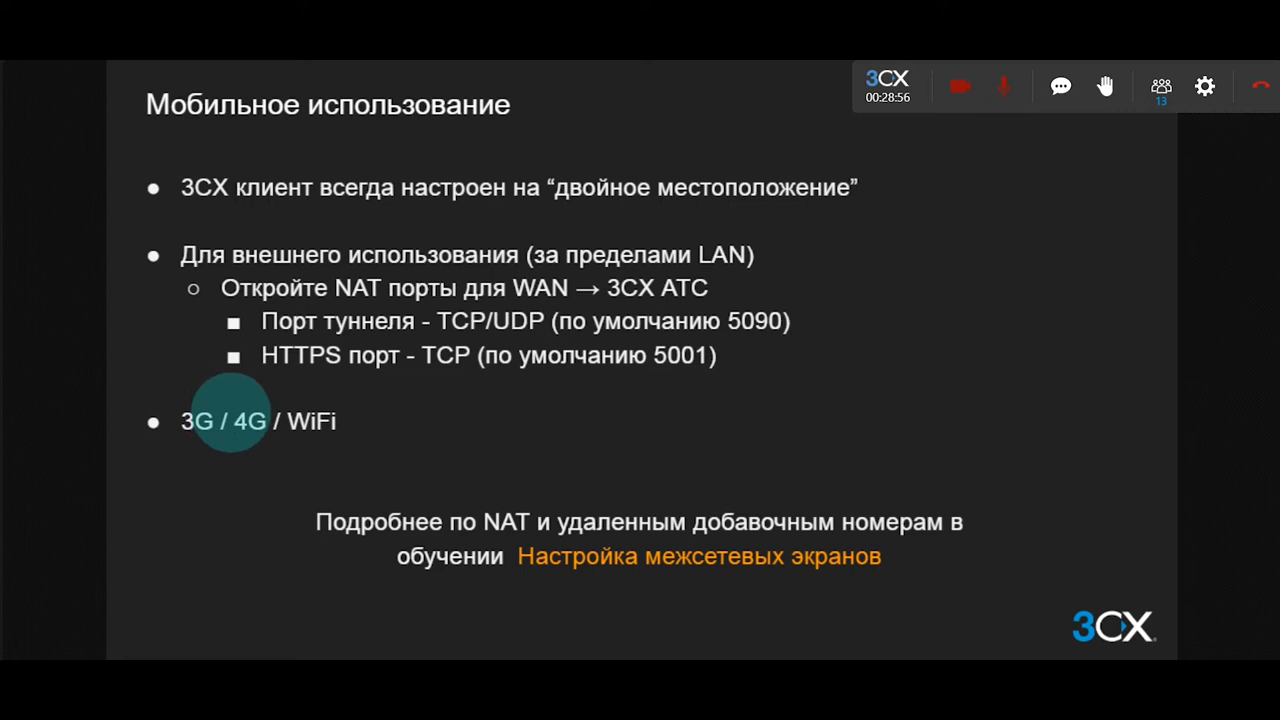 3CX
00:28:56
13
Мобильное использование
● 3CX клиент всегда настроен на “двойное местоположение”
● Для внешнего использования (за пределами LAN)
○ Откройте NAT порты для WAN → 3CX АТС
■ Порт туннеля - TCP/UDP (по умолчанию 5090)
■ HTTPS порт - TCP (по умолчанию 5001)
● 3G / 4G / WiFi
Подробнее по NAT и удаленным добавочным номерам в
обучении Настройка межсетевых экранов
3CX